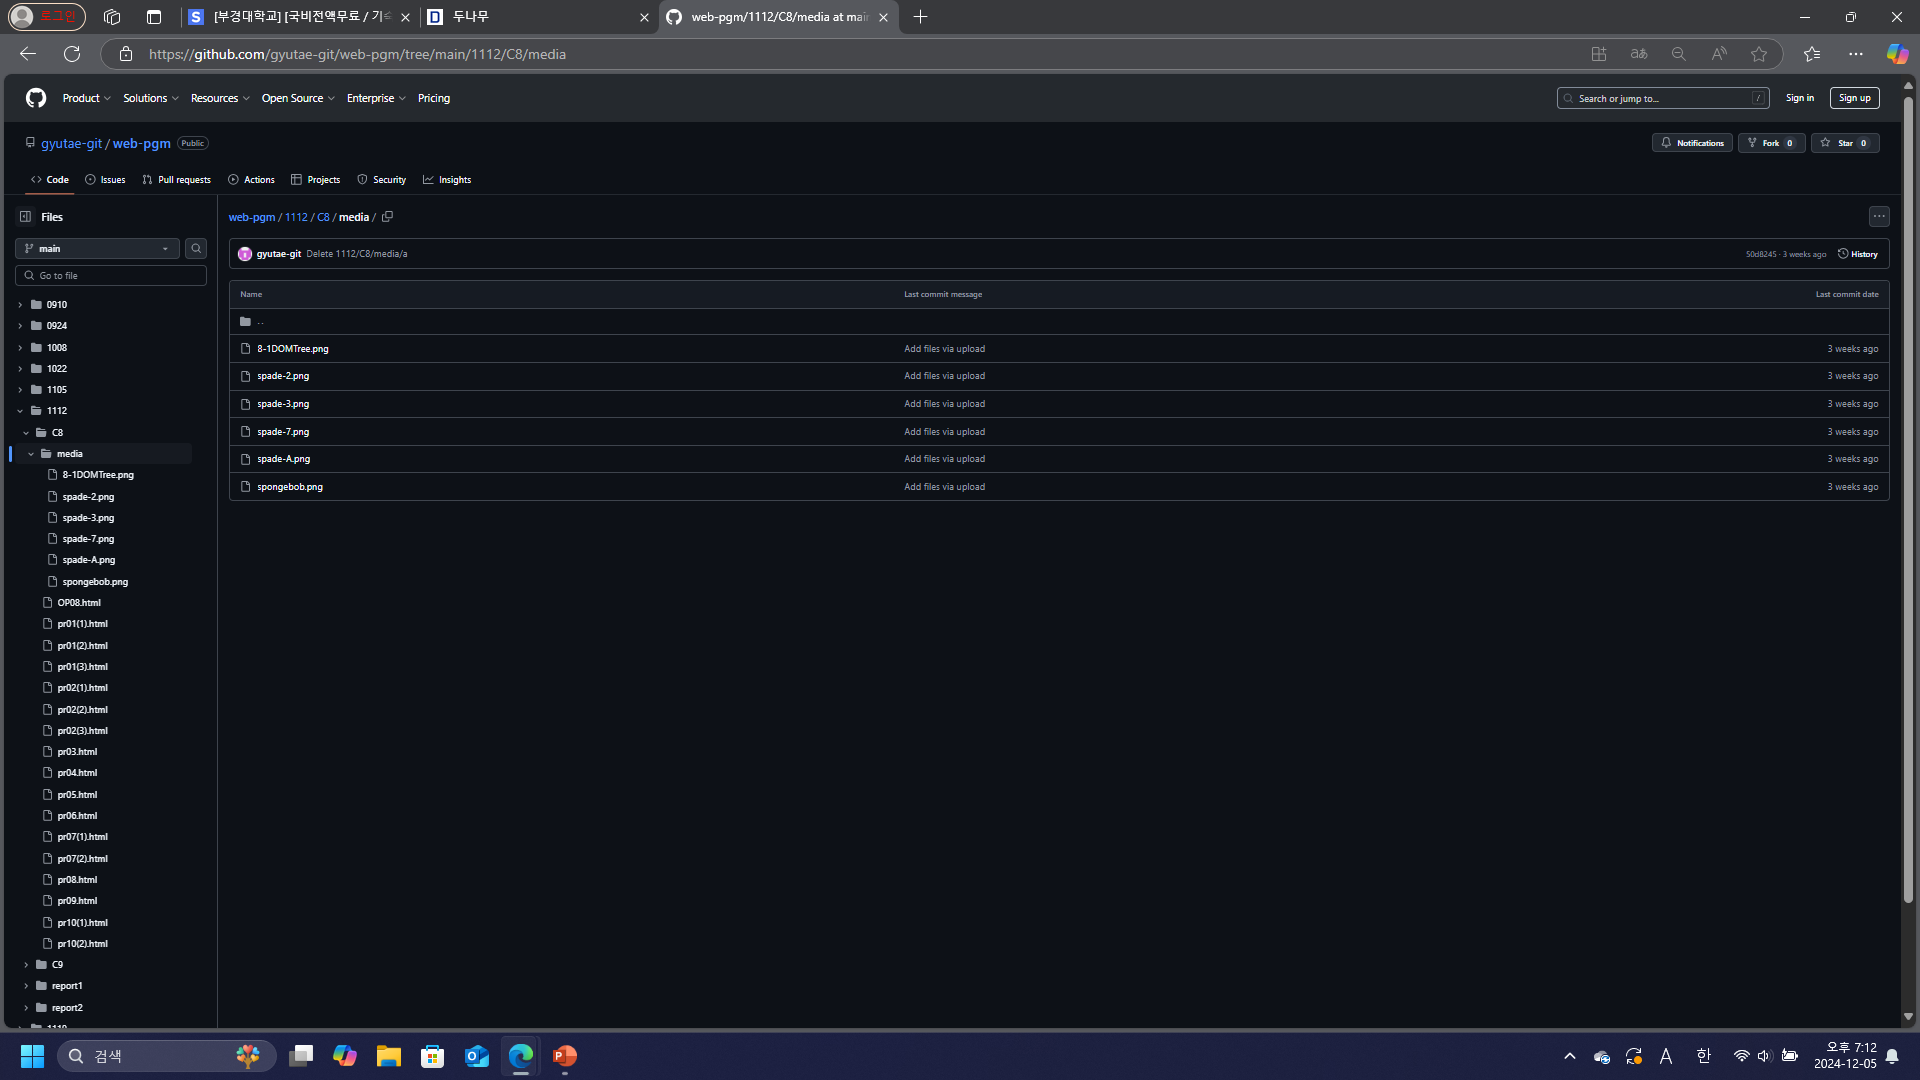 로그인
[부경대학교] [국비전액무료 / 기숙
두나무
web-pgm/1112/C8/media at mai
https://github.com/gyutae-git/web-pgm/tree/main/1112/C8/media
Product
Solutions
Resources
Open Source
Enterprise
Pricing
Search or jump to...
/
Sign in
Sign up
gyutae-git / web-pgm Public
Notifications
Fork 0
Star 0
Code
Issues
Pull requests
Actions
Projects
Security
Insights
Files
main
Go to file
0910
0924
1008
1022
1105
1112
C8
media
8-1DOMTree.png
spade-2.png
spade-3.png
spade-7.png
spade-A.png
spongebob.png
OP08.html
pr01(1).html
pr01(2).html
pr01(3).html
pr02(1).html
pr02(2).html
pr02(3).html
pr03.html
pr04.html
pr05.html
pr06.html
pr07(1).html
pr07(2).html
pr08.html
pr09.html
pr10(1).html
pr10(2).html
C9
report1
report2
web-pgm / 1112 / C8 / media /
gyutae-git Delete 1112/C8/media/a
50d8245 · 3 weeks ago
History
Name Last commit message Last commit date
..
8-1DOMTree.png Add files via upload 3 weeks ago
spade-2.png Add files via upload 3 weeks ago
spade-3.png Add files via upload 3 weeks ago
spade-7.png Add files via upload 3 weeks ago
spade-A.png Add files via upload 3 weeks ago
spongebob.png Add files via upload 3 weeks ago
검색
A
한
오후 7:12
2024-12-05